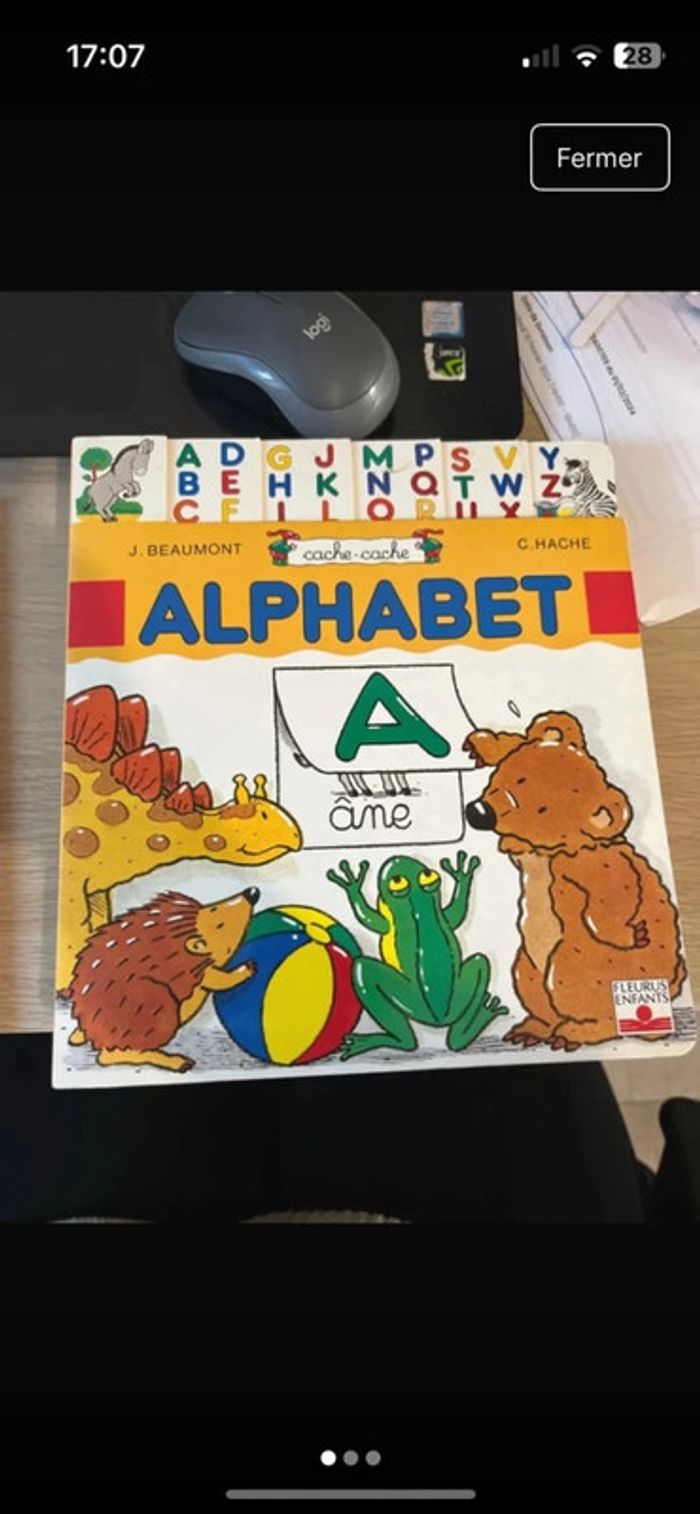 17:07
28
Fermer
logi
A D G J M P S V Y
B E H K N Q T W Z
C F I L O R U X
J. BEAUMONT
cache-cache
C. HACHE
ALPHABET
A
âne
FLEURUS
ENFANTS